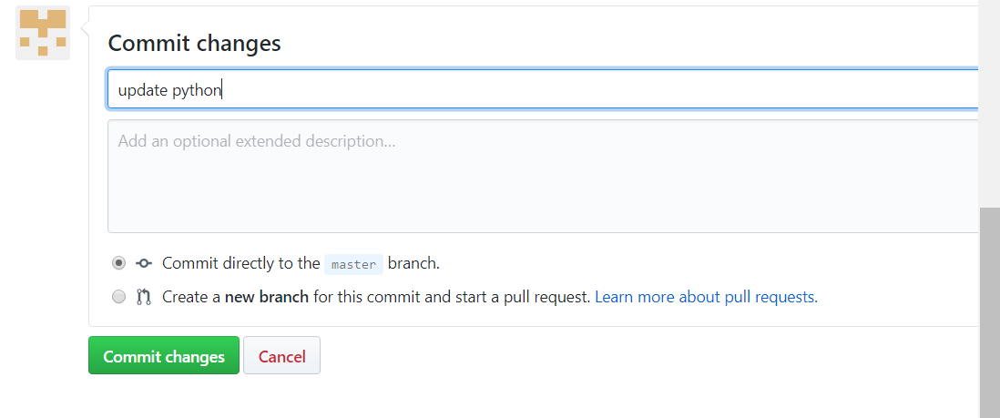 Commit changes
update python
Add an optional extended description...
Commit directly to the master branch.
Create a new branch for this commit and start a pull request. Learn more about pull requests.
Commit changes
Cancel